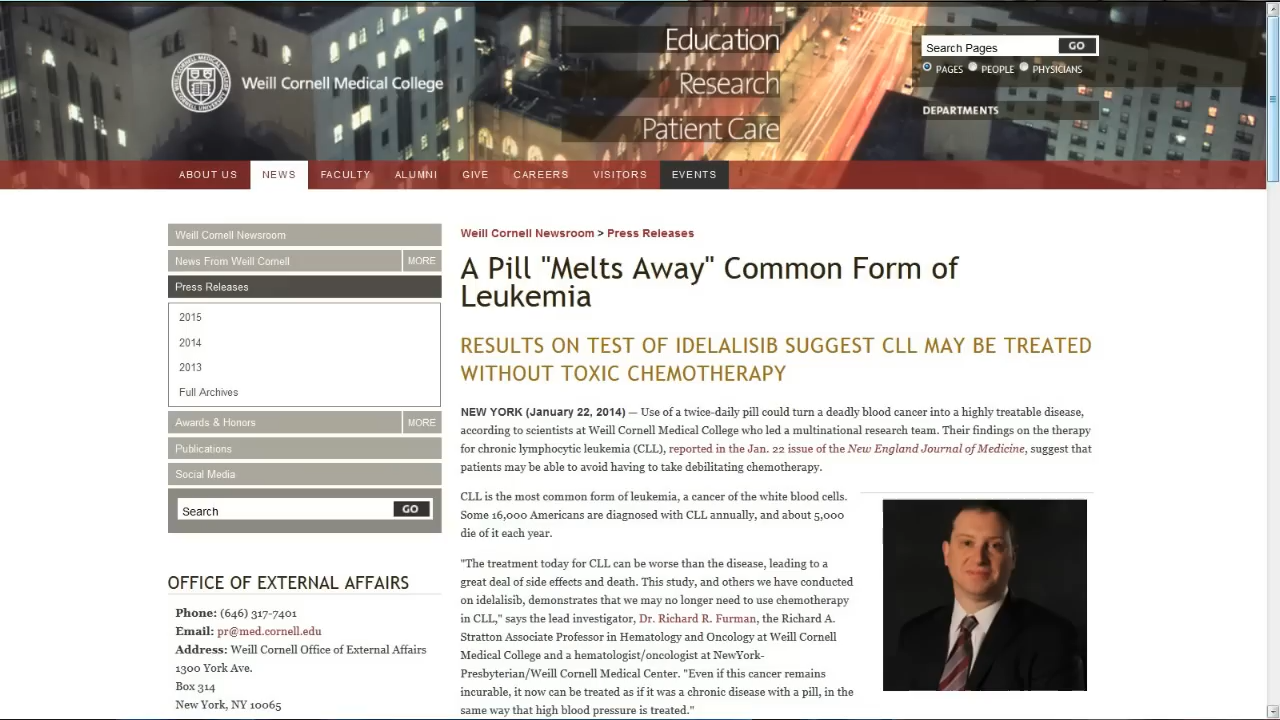 Education
Research
Patient Care
Weill Cornell Medical College
Search Pages
GO
PAGES PEOPLE PHYSICIANS
DEPARTMENTS
ABOUT US NEWS FACULTY ALUMNI GIVE CAREERS VISITORS EVENTS
Weill Cornell Newsroom
News From Weill Cornell MORE
Press Releases
2015
2014
2013
Full Archives
Awards & Honors MORE
Publications
Social Media
Search GO
OFFICE OF EXTERNAL AFFAIRS
Phone: (646) 317-7401
Email: pr@med.cornell.edu
Address: Weill Cornell Office of External Affairs
1300 York Ave.
Box 314
New York, NY 10065
Weill Cornell Newsroom > Press Releases
A Pill "Melts Away" Common Form of
Leukemia
RESULTS ON TEST OF IDELALISIB SUGGEST CLL MAY BE TREATED
WITHOUT TOXIC CHEMOTHERAPY
NEW YORK (January 22, 2014) — Use of a twice-daily pill could turn a deadly blood cancer into a highly treatable disease,
according to scientists at Weill Cornell Medical College who led a multinational research team. Their findings on the therapy
for chronic lymphocytic leukemia (CLL), reported in the Jan. 22 issue of the New England Journal of Medicine, suggest that
patients may be able to avoid having to take debilitating chemotherapy.
CLL is the most common form of leukemia, a cancer of the white blood cells.
Some 16,000 Americans are diagnosed with CLL annually, and about 5,000
die of it each year.
"The treatment today for CLL can be worse than the disease, leading to a
great deal of side effects and death. This study, and others we have conducted
on idelalisib, demonstrates that we may no longer need to use chemotherapy
in CLL," says the lead investigator, Dr. Richard R. Furman, the Richard A.
Stratton Associate Professor in Hematology and Oncology at Weill Cornell
Medical College and a hematologist/oncologist at NewYork-
Presbyterian/Weill Cornell Medical Center. "Even if this cancer remains
incurable, it now can be treated as if it was a chronic disease with a pill, in the
same way that high blood pressure is treated."